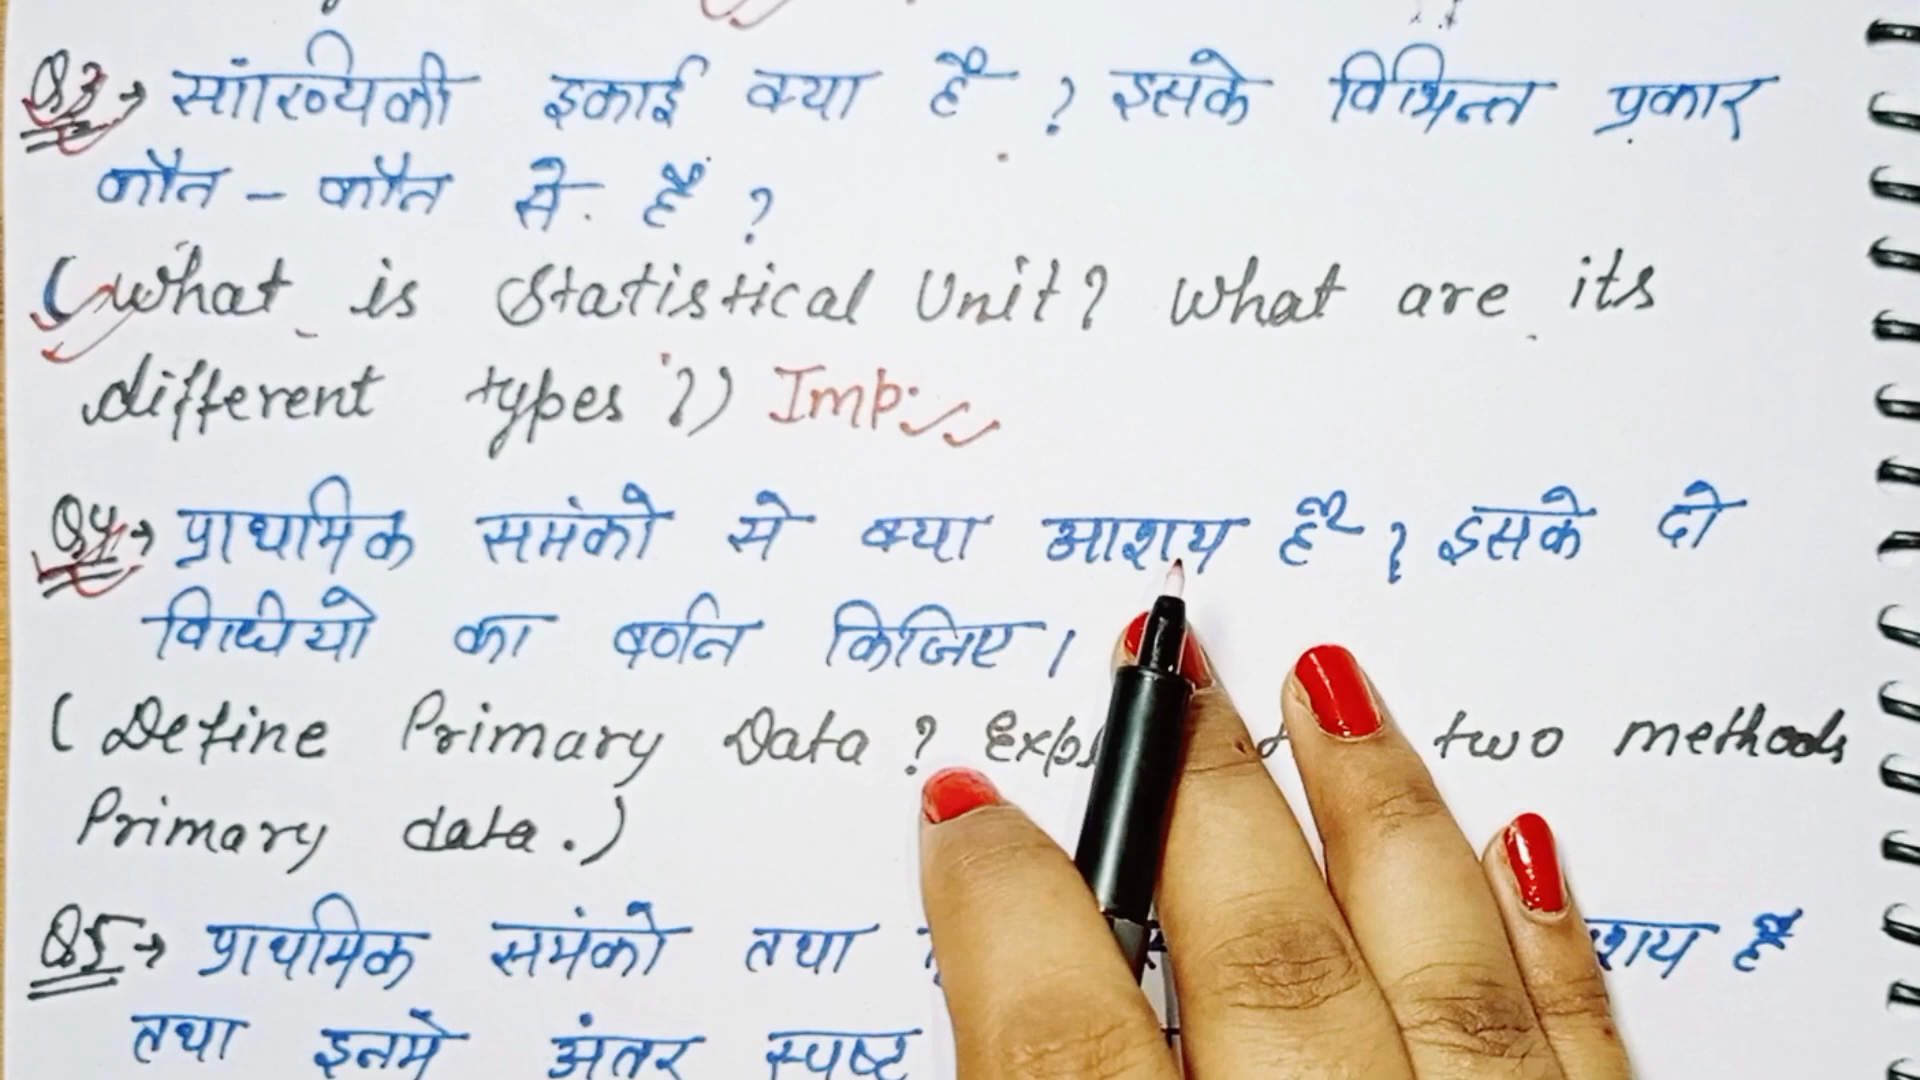 Q3→ सांख्यिकी इकाई क्या है ? इसके विभिन्न प्रकार
कौन - कौन से हैं ?
(what is Statistical Unit? What are its
different types ?) Imp.
Q4→ प्राथमिक समंको से क्या आशय है ? इसके दो
विधियो का बर्णन किजिए।
( Define Primary Data ? two methods
Primary data.)
Q5→ प्राथमिक समंको तथा है
तथा इनमे अंतर स्पष्ट